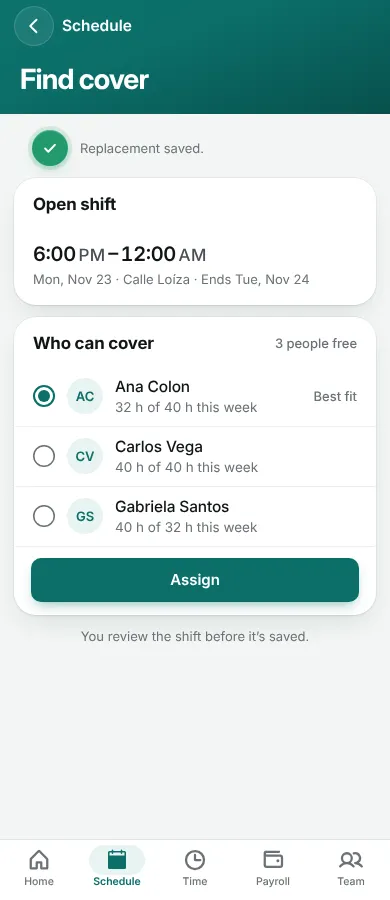 Schedule
Find cover
Replacement saved.
Open shift
6:00 PM – 12:00 AM
Mon, Nov 23 · Calle Loíza · Ends Tue, Nov 24
Who can cover
3 people free
AC
Ana Colon
32 h of 40 h this week
Best fit
CV
Carlos Vega
40 h of 40 h this week
GS
Gabriela Santos
40 h of 32 h this week
Assign
You review the shift before it’s saved.
Home
Schedule
Time
Payroll
Team